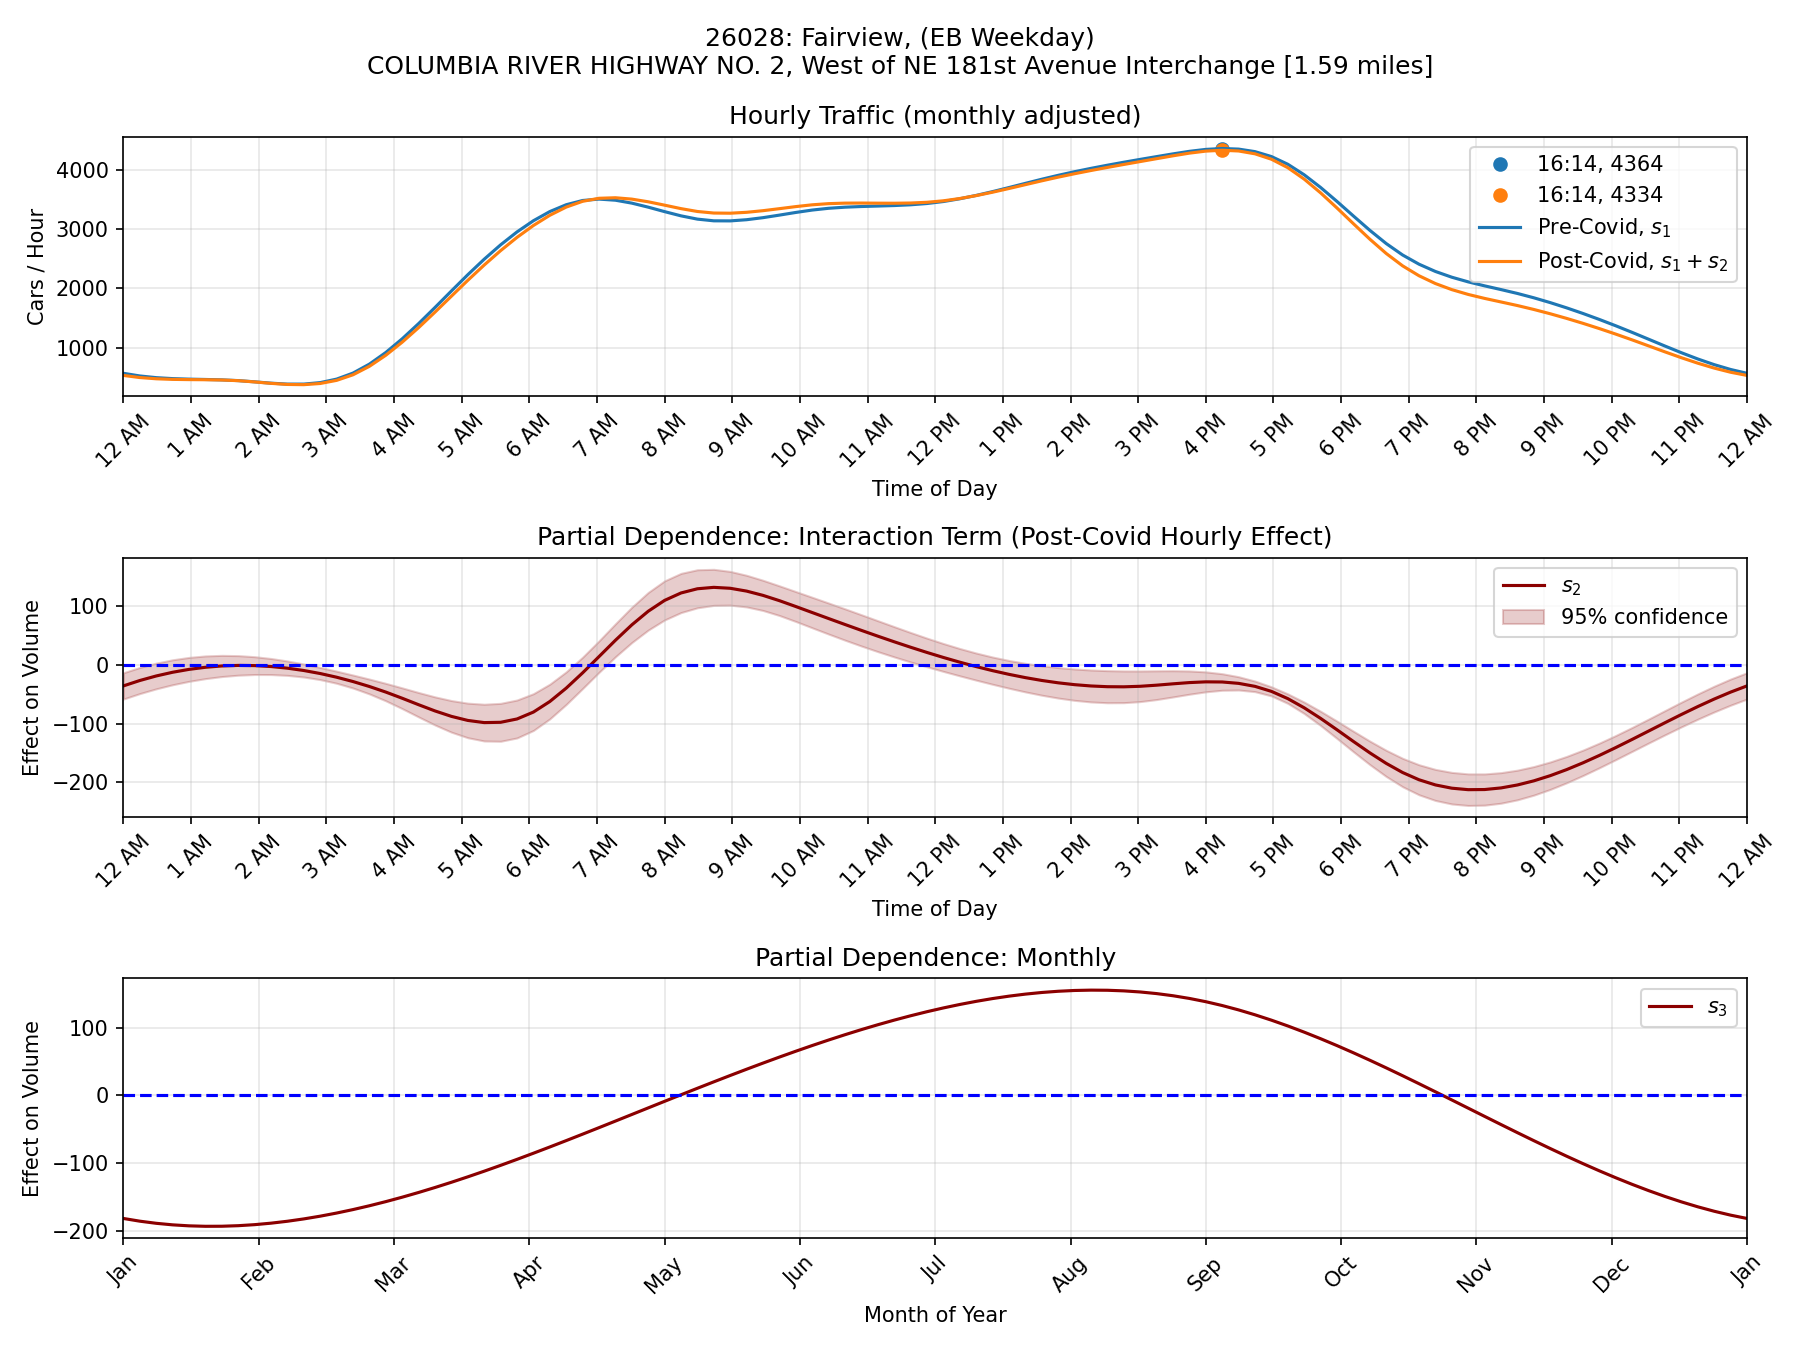 26028: Fairview, (EB Weekday)
COLUMBIA RIVER HIGHWAY NO. 2, West of NE 181st Avenue Interchange [1.59 miles]
Hourly Traffic (monthly adjusted)
Cars / Hour
4000
3000
2000
1000
16:14, 4364
16:14, 4334
Pre-Covid, s₁
Post-Covid, s₁ + s₂
12 AM 1 AM 2 AM 3 AM 4 AM 5 AM 6 AM 7 AM 8 AM 9 AM 10 AM 11 AM 12 PM 1 PM 2 PM 3 PM 4 PM 5 PM 6 PM 7 PM 8 PM 9 PM 10 PM 11 PM 12 AM
Time of Day
Partial Dependence: Interaction Term (Post-Covid Hourly Effect)
Effect on Volume
100
0
−100
−200
s₂
95% confidence
12 AM 1 AM 2 AM 3 AM 4 AM 5 AM 6 AM 7 AM 8 AM 9 AM 10 AM 11 AM 12 PM 1 PM 2 PM 3 PM 4 PM 5 PM 6 PM 7 PM 8 PM 9 PM 10 PM 11 PM 12 AM
Time of Day
Partial Dependence: Monthly
Effect on Volume
100
0
−100
−200
s₃
Jan Feb Mar Apr May Jun Jul Aug Sep Oct Nov Dec Jan
Month of Year